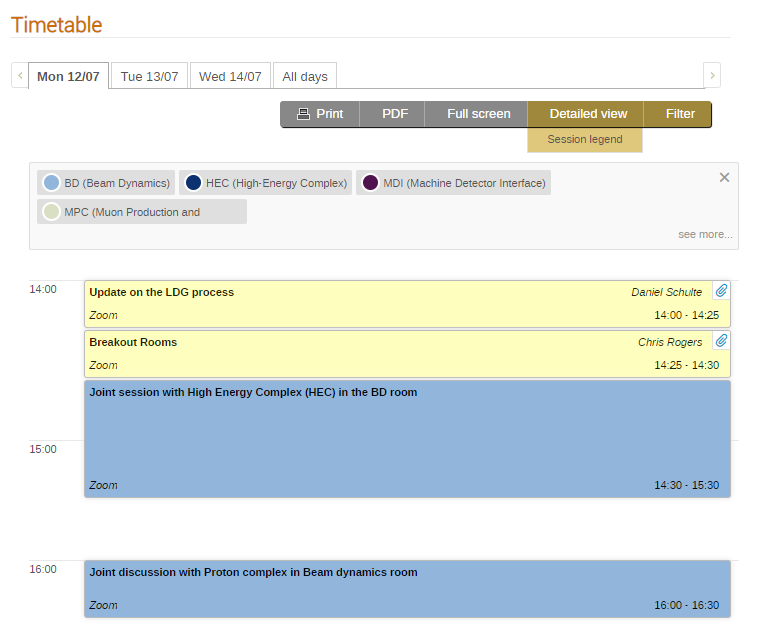 Timetable
Mon 12/07 Tue 13/07 Wed 14/07 All days
Print PDF Full screen Detailed view Filter
Session legend
BD (Beam Dynamics) HEC (High-Energy Complex) MDI (Machine Detector Interface)
MPC (Muon Production and
see more...
14:00
Update on the LDG process Daniel Schulte
Zoom 14:00 - 14:25
Breakout Rooms Chris Rogers
Zoom 14:25 - 14:30
Joint session with High Energy Complex (HEC) in the BD room
15:00
Zoom 14:30 - 15:30
16:00
Joint discussion with Proton complex in Beam dynamics room
Zoom 16:00 - 16:30